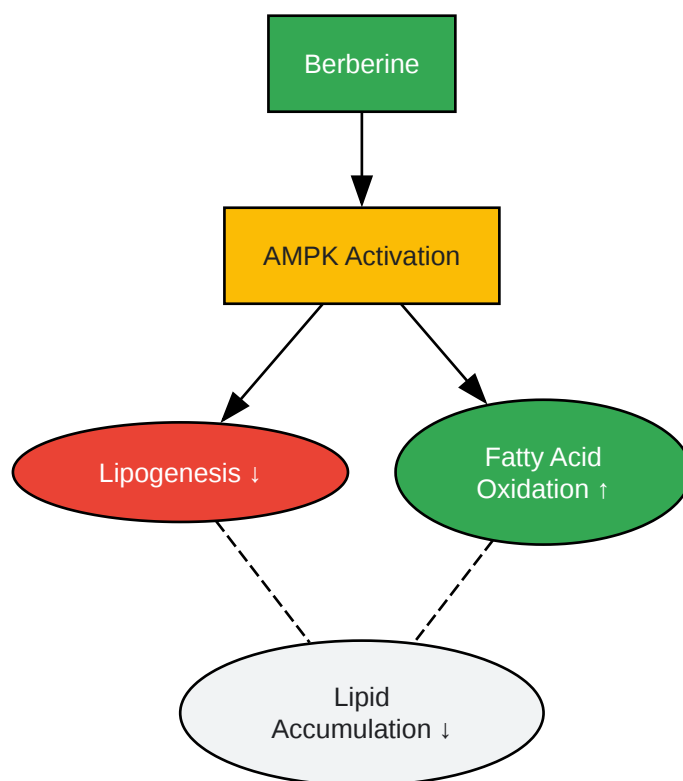 Berberine
AMPK Activation
Lipogenesis ↓
Fatty Acid
Oxidation ↑
Lipid
Accumulation ↓